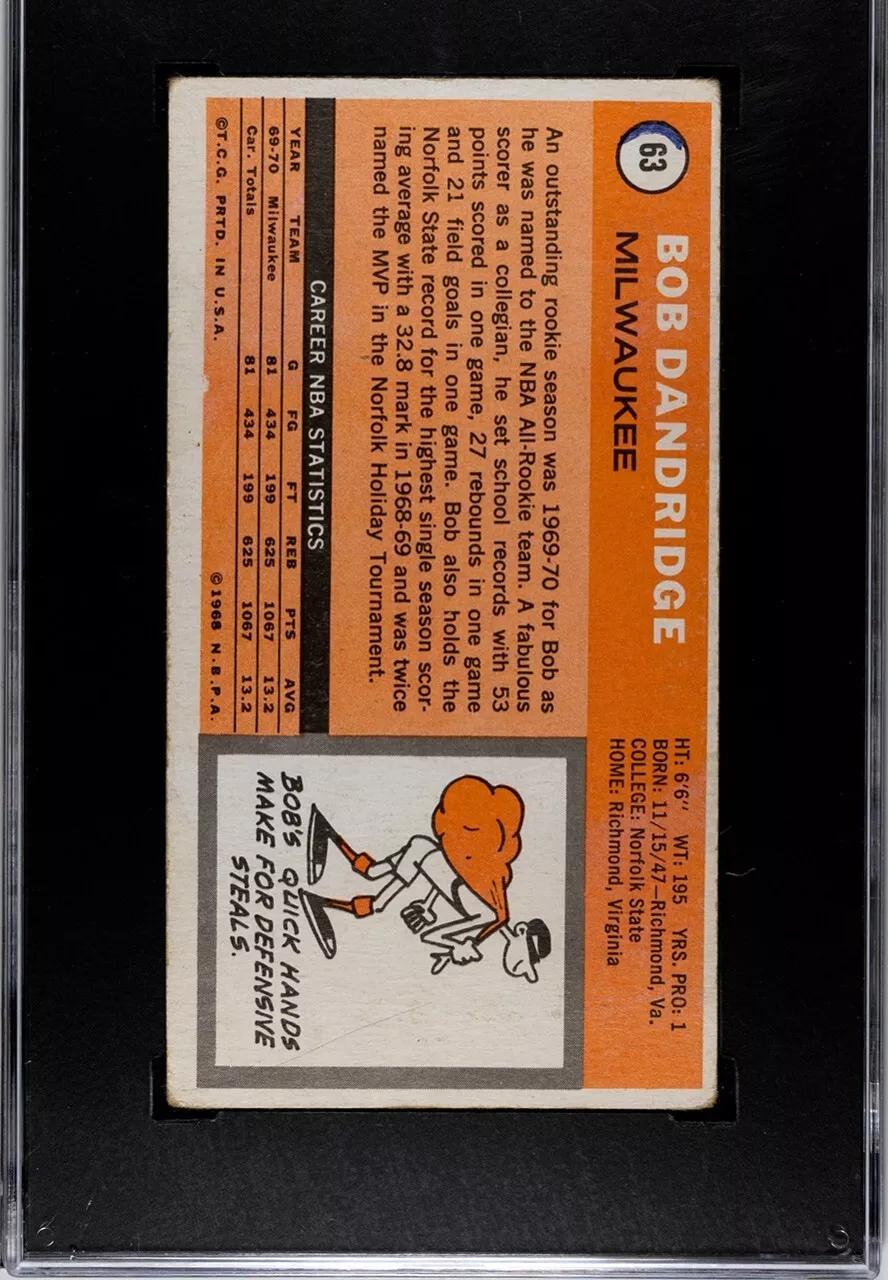 63
BOB DANDRIDGE
MILWAUKEE
HT: 6'6" WT: 195 YRS. PRO: 1
BORN: 11/15/47—Richmond, Va.
COLLEGE: Norfolk State
HOME: Richmond, Virginia
An outstanding rookie season was 1969-70 for Bob as
he was named to the NBA All-Rookie team. A fabulous
scorer as a collegian, he set school records with 53
points scored in one game, 27 rebounds in one game
and 21 field goals in one game. Bob also holds the
Norfolk State record for the highest single season scor-
ing average with a 32.8 mark in 1968-69 and was twice
named the MVP in the Norfolk Holiday Tournament.
CAREER NBA STATISTICS
YEAR TEAM G FG FT REB PTS AVG
69-70 Milwaukee 81 434 199 625 1067 13.2
Car. Totals 81 434 199 625 1067 13.2
©T.C.G. PRTD. IN U.S.A. ©1968 N.B.P.A.
BOB'S QUICK HANDS
MAKE FOR DEFENSIVE
STEALS.